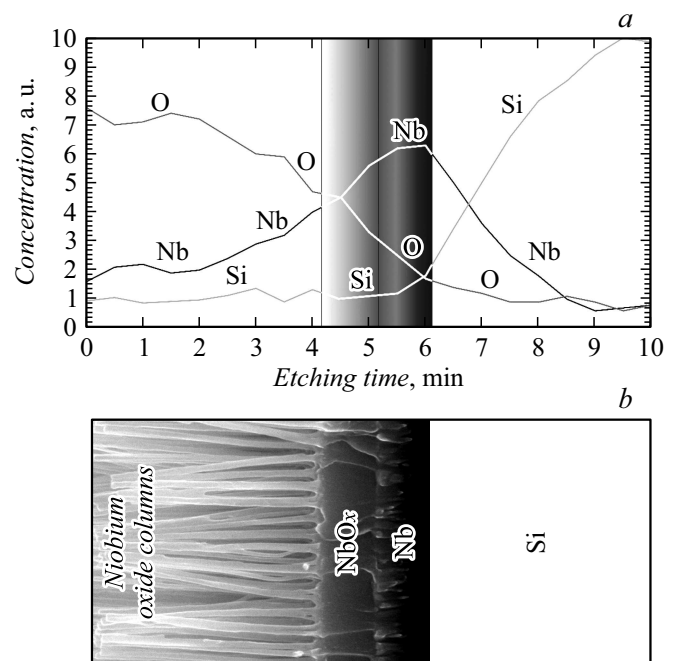 a
10
9
8
7
6
5
4
3
2
1
0
Concentration, a. u.
O
O
Nb
Nb
Si
Nb
O
Si
Si
Nb
O
0 1 2 3 4 5 6 7 8 9 10
Etching time, min
b
Niobium
oxide columns
NbOx
Nb
Si